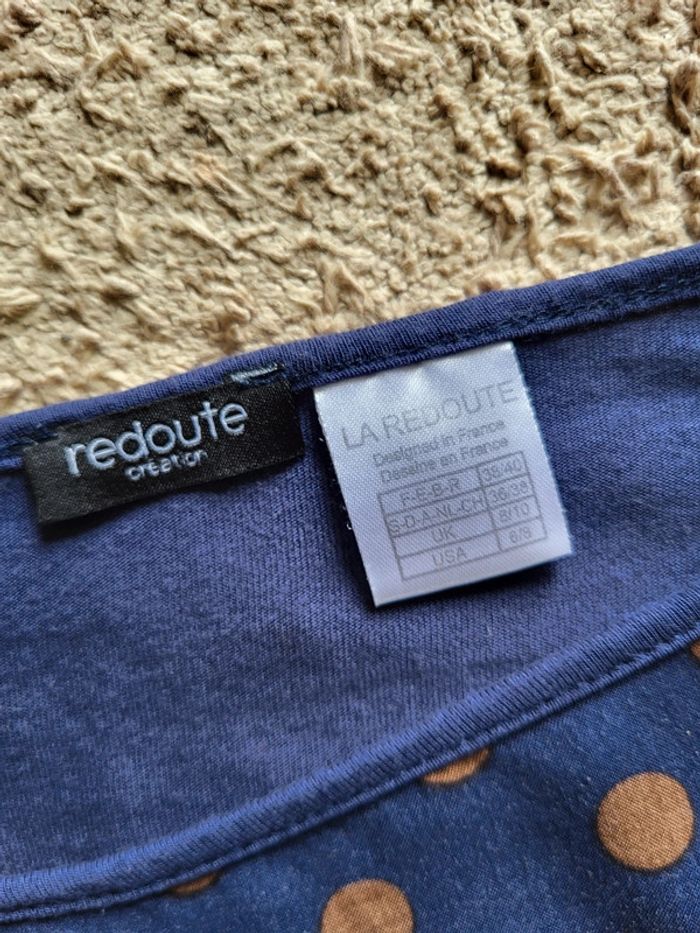 redoute
création
LA REDOUTE
Designed in France
Dessiné en France
F-E-B-R 38/40
S-D-A-NL-CH 36/38
UK 8/10
USA 6/8